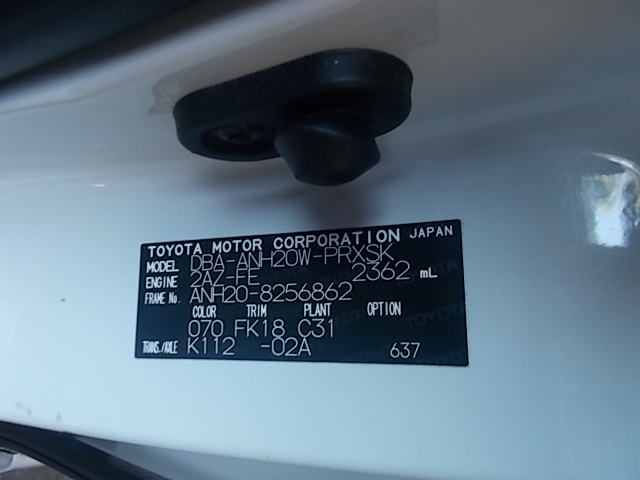 TOYOTA MOTOR CORPORATION JAPAN
MODEL DBA-ANH20W-PRXSK
ENGINE 2AZ-FE 2362 mL
FRAME No. ANH20-8256862
COLOR TRIM PLANT OPTION
070 FK18 C31
TRANS./AXLE K112 -02A 637